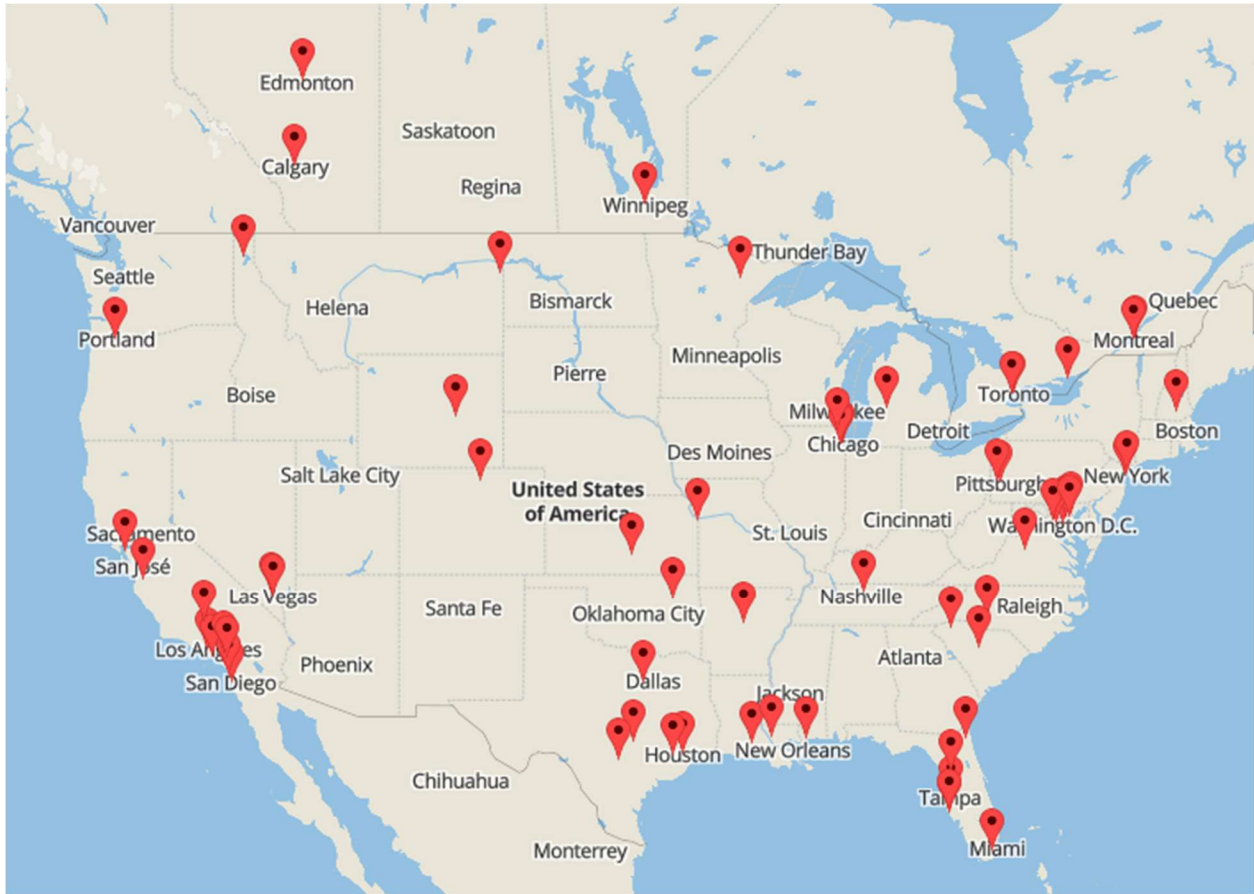 Edmonton
Saskatoon
Calgary
Regina
Winnipeg
Vancouver
Thunder Bay
Seattle
Helena
Bismarck
Quebec
Portland
Montreal
Minneapolis
Pierre
Boise
Toronto
Milwaukee
Detroit
Boston
Chicago
Des Moines
Salt Lake City
New York
Pittsburgh
United States
of America
Cincinnati
Washington D.C.
Sacramento
St. Louis
San José
Las Vegas
Nashville
Santa Fe
Raleigh
Oklahoma City
Los Angeles
Phoenix
Atlanta
San Diego
Dallas
Jackson
Houston
New Orleans
Chihuahua
Tampa
Monterrey
Miami